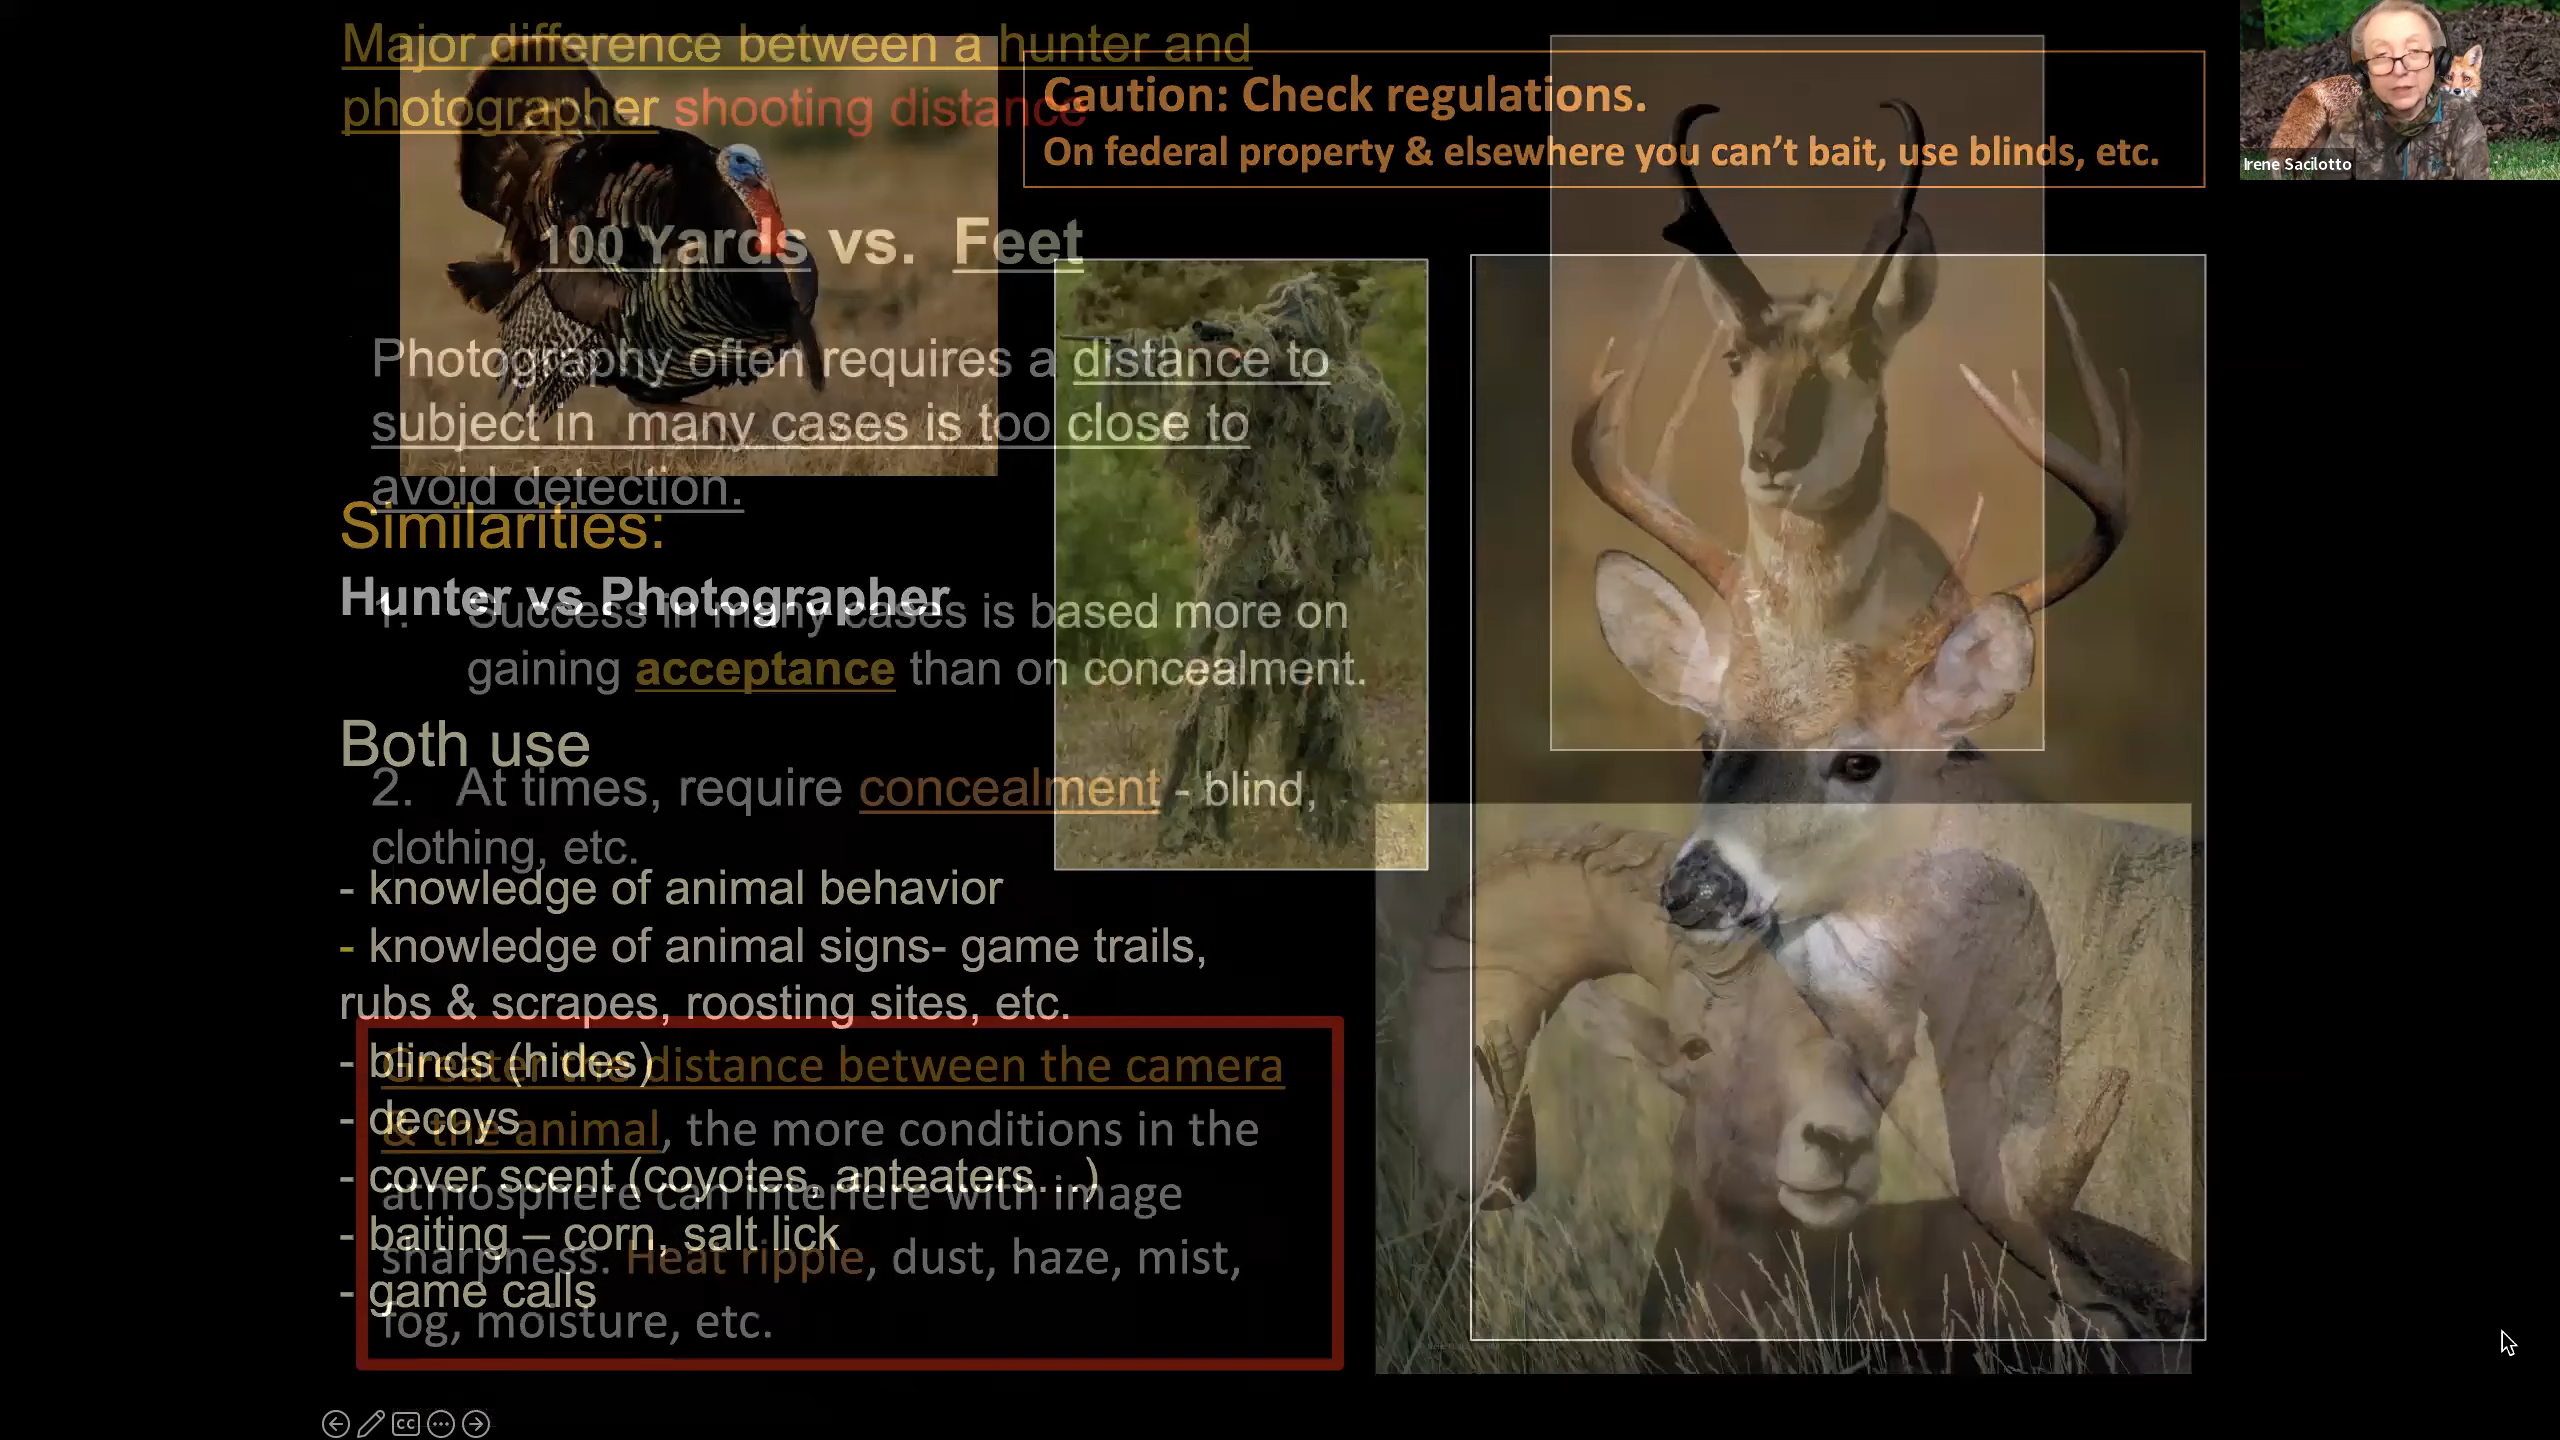 Major difference between a hunter and
photographer shooting distance
Caution: Check regulations.
On federal property & elsewhere you can't bait, use blinds, etc.
Irene Sacilotto
100 Yards vs. Feet
Photography often requires a distance to
subject in many cases is too close to
avoid detection.
Similarities:
Hunter vs Photographer
1. Success in many cases is based more on
gaining acceptance than on concealment.
Both use
2. At times, require concealment - blind,
clothing, etc.
- knowledge of animal behavior
- knowledge of animal signs- game trails,
rubs & scrapes, roosting sites, etc.
- blinds (hides)
Greater the distance between the camera
- decoys
& the animal, the more conditions in the
- cover scent (coyotes, anteaters…)
atmosphere can interfere with image
- baiting – corn, salt lick
sharpness. Heat ripple, dust, haze, mist,
- game calls
fog, moisture, etc.
CC